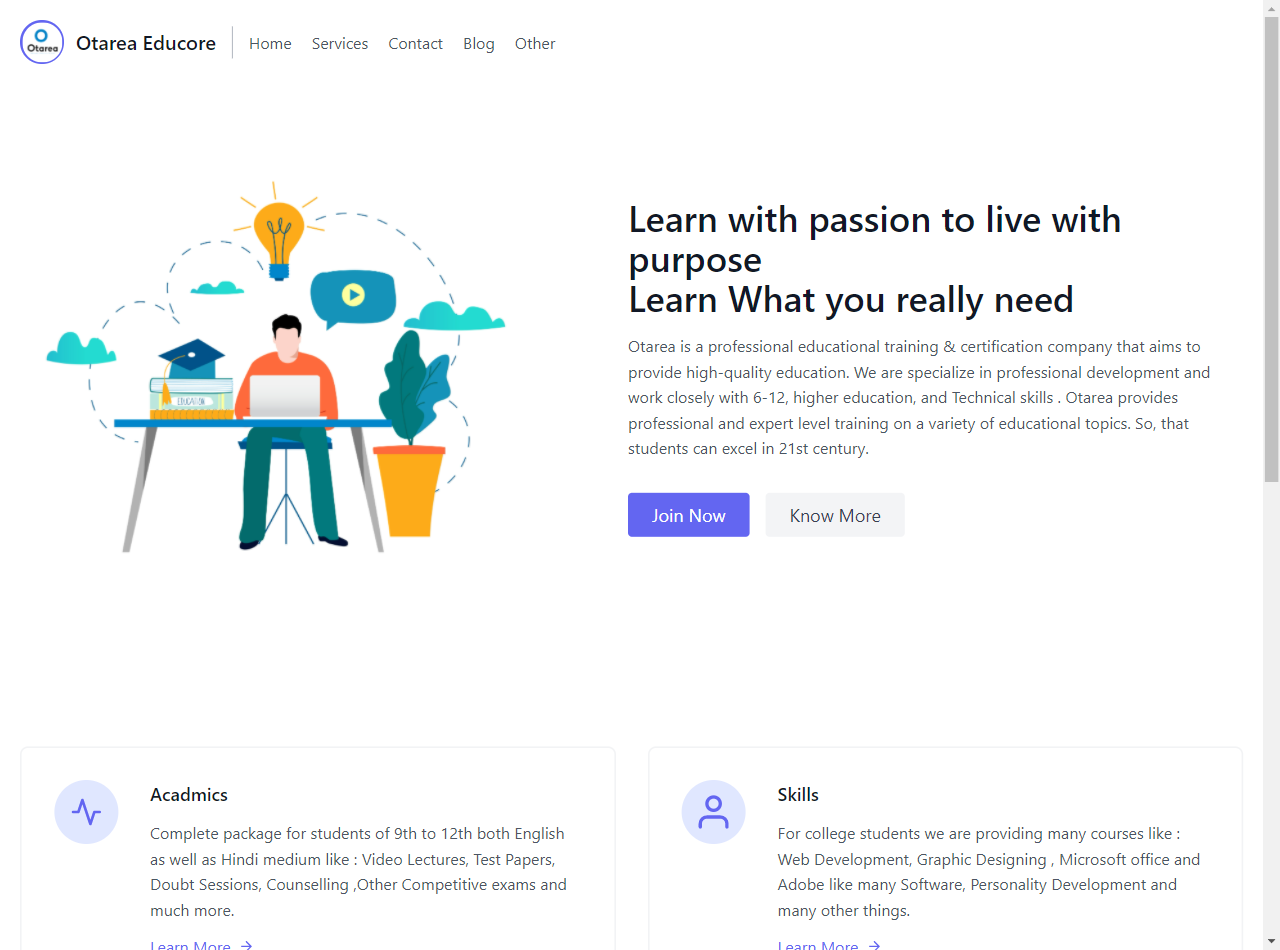 Otarea
Otarea Educore
Home
Services
Contact
Blog
Other
EDUCATION
Learn with passion to live with
purpose
Learn What you really need
Otarea is a professional educational training & certification company that aims to
provide high-quality education. We are specialize in professional development and
work closely with 6-12, higher education, and Technical skills . Otarea provides
professional and expert level training on a variety of educational topics. So, that
students can excel in 21st century.
Join Now
Know More
Acadmics
Complete package for students of 9th to 12th both English
as well as Hindi medium like : Video Lectures, Test Papers,
Doubt Sessions, Counselling ,Other Competitive exams and
much more.
Learn More
Skills
For college students we are providing many courses like :
Web Development, Graphic Designing , Microsoft office and
Adobe like many Software, Personality Development and
many other things.
Learn More